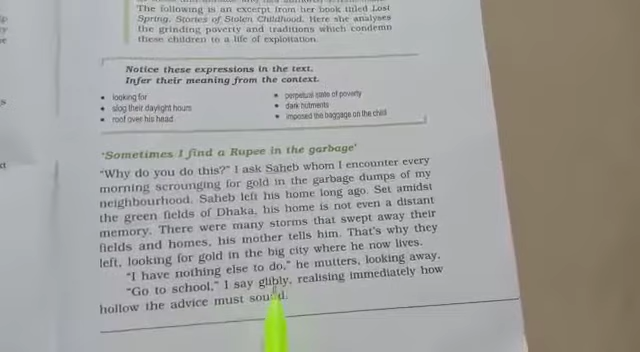 The following is an excerpt from her book titled Lost
Spring, Stories of Stolen Childhood. Here she analyses
the grinding poverty and traditions which condemn
these children to a life of exploitation.
Notice these expressions in the text.
Infer their meaning from the context.
• looking for
• slog their daylight hours
• roof over his head
• perpetual state of poverty
• dark hutments
• imposed the baggage on the child
'Sometimes I find a Rupee in the garbage'
"Why do you do this?" I ask Saheb whom I encounter every
morning scrounging for gold in the garbage dumps of my
neighbourhood. Saheb left his home long ago. Set amidst
the green fields of Dhaka, his home is not even a distant
memory. There were many storms that swept away their
fields and homes, his mother tells him. That's why they
left, looking for gold in the big city where he now lives.
"I have nothing else to do," he mutters, looking away.
"Go to school," I say glibly, realising immediately how
hollow the advice must sound.